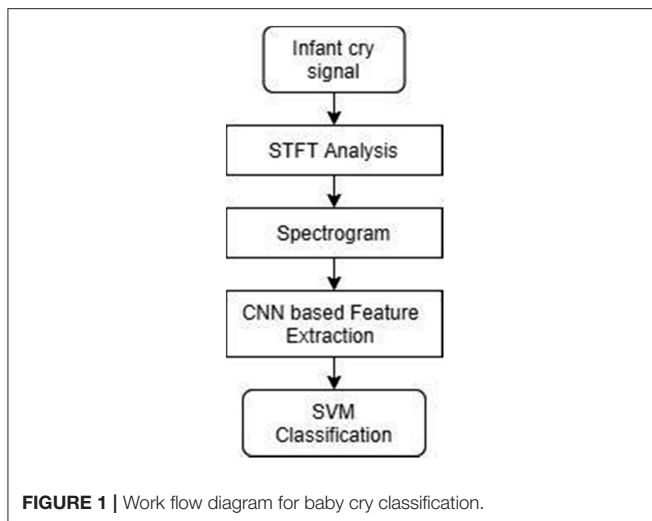 Infant cry
signal
STFT Analysis
Spectrogram
CNN based Feature
Extraction
SVM
Classification
FIGURE 1 | Work flow diagram for baby cry classification.